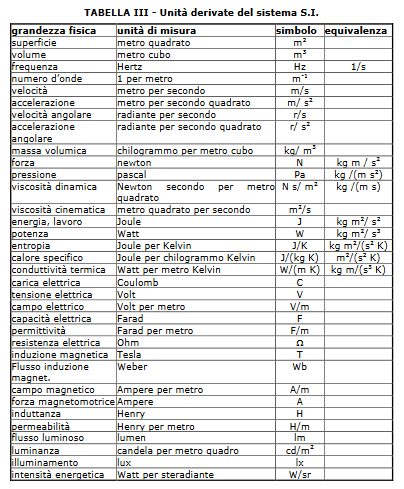 TABELLA III - Unità derivate del sistema S.I.
grandezza fisica unità di misura simbolo equivalenza
superficie metro quadrato m²
volume metro cubo m³
frequenza Hertz Hz 1/s
numero d'onde 1 per metro m⁻¹
velocità metro per secondo m/s
accelerazione metro per secondo quadrato m/ s²
velocità angolare radiante per secondo r/s
accelerazione radiante per secondo quadrato r/ s²
angolare
massa volumica chilogrammo per metro cubo kg/ m³
forza newton N kg m / s²
pressione pascal Pa kg /(m s²)
viscosità dinamica Newton secondo per metro N s/ m² kg /(m s)
quadrato
viscosità cinematica metro quadrato per secondo m²/s
energia, lavoro Joule J kg m²/ s²
potenza Watt W kg m²/ s³
entropia Joule per Kelvin J/K kg m²/(s² K)
calore specifico Joule per chilogrammo Kelvin J/(kg K) m²/(s² K)
conduttività termica Watt per metro Kelvin W/(m K) kg m/(s³ K)
carica elettrica Coulomb C
tensione elettrica Volt V
campo elettrico Volt per metro V/m
capacità elettrica Farad F
permittività Farad per metro F/m
resistenza elettrica Ohm Ω
induzione magnetica Tesla T
Flusso induzione Weber Wb
magnet.
campo magnetico Ampere per metro A/m
forza magnetomotrice Ampere A
induttanza Henry H
permeabilità Henry per metro H/m
flusso luminoso lumen lm
luminanza candela per metro quadro cd/m²
illuminamento lux lx
intensità energetica Watt per steradiante W/sr